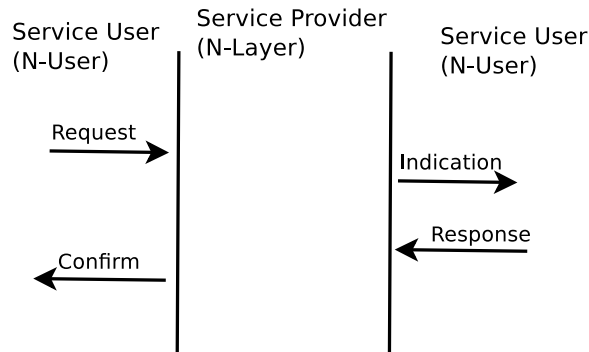 Service User
(N-User)
Service Provider
(N-Layer)
Service User
(N-User)
Request
Indication
Response
Confirm